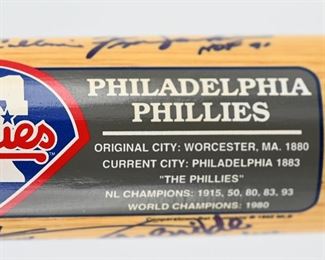 HOF 91
PHILADELPHIA
PHILLIES
ORIGINAL CITY: WORCESTER, MA. 1880
CURRENT CITY: PHILADELPHIA 1883
"THE PHILLIES"
NL CHAMPIONS: 1915, 50, 80, 83, 93
WORLD CHAMPIONS: 1980